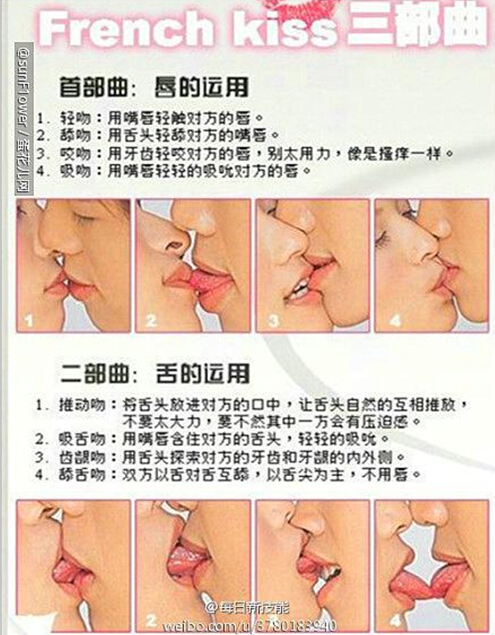 French kiss 三部曲
首部曲：唇的运用
1. 轻吻：用嘴唇轻触对方的唇。
2. 舔吻：用舌头轻舔对方的嘴唇。
3. 咬吻：用牙齿轻咬对方的唇，别太用力，像是搔痒一样。
4. 吸吻：用嘴唇轻轻的吸吮对方的唇。
1 2 3 4
二部曲：舌的运用
1. 推动吻：将舌头放进对方的口中，让舌头自然的互相推放，
不要太大力，要不然其中一方会有压迫感。
2. 吸舌吻：用嘴唇含住对方的舌头，轻轻的吸吮。
3. 齿龈吻：用舌头探索对方的牙齿和牙龈的内外侧。
4. 舔舌吻：双方以舌对舌互舔，以舌尖为主，不用唇。
1 2 3 4
@每日新技能
weibo.com/u/3780183940